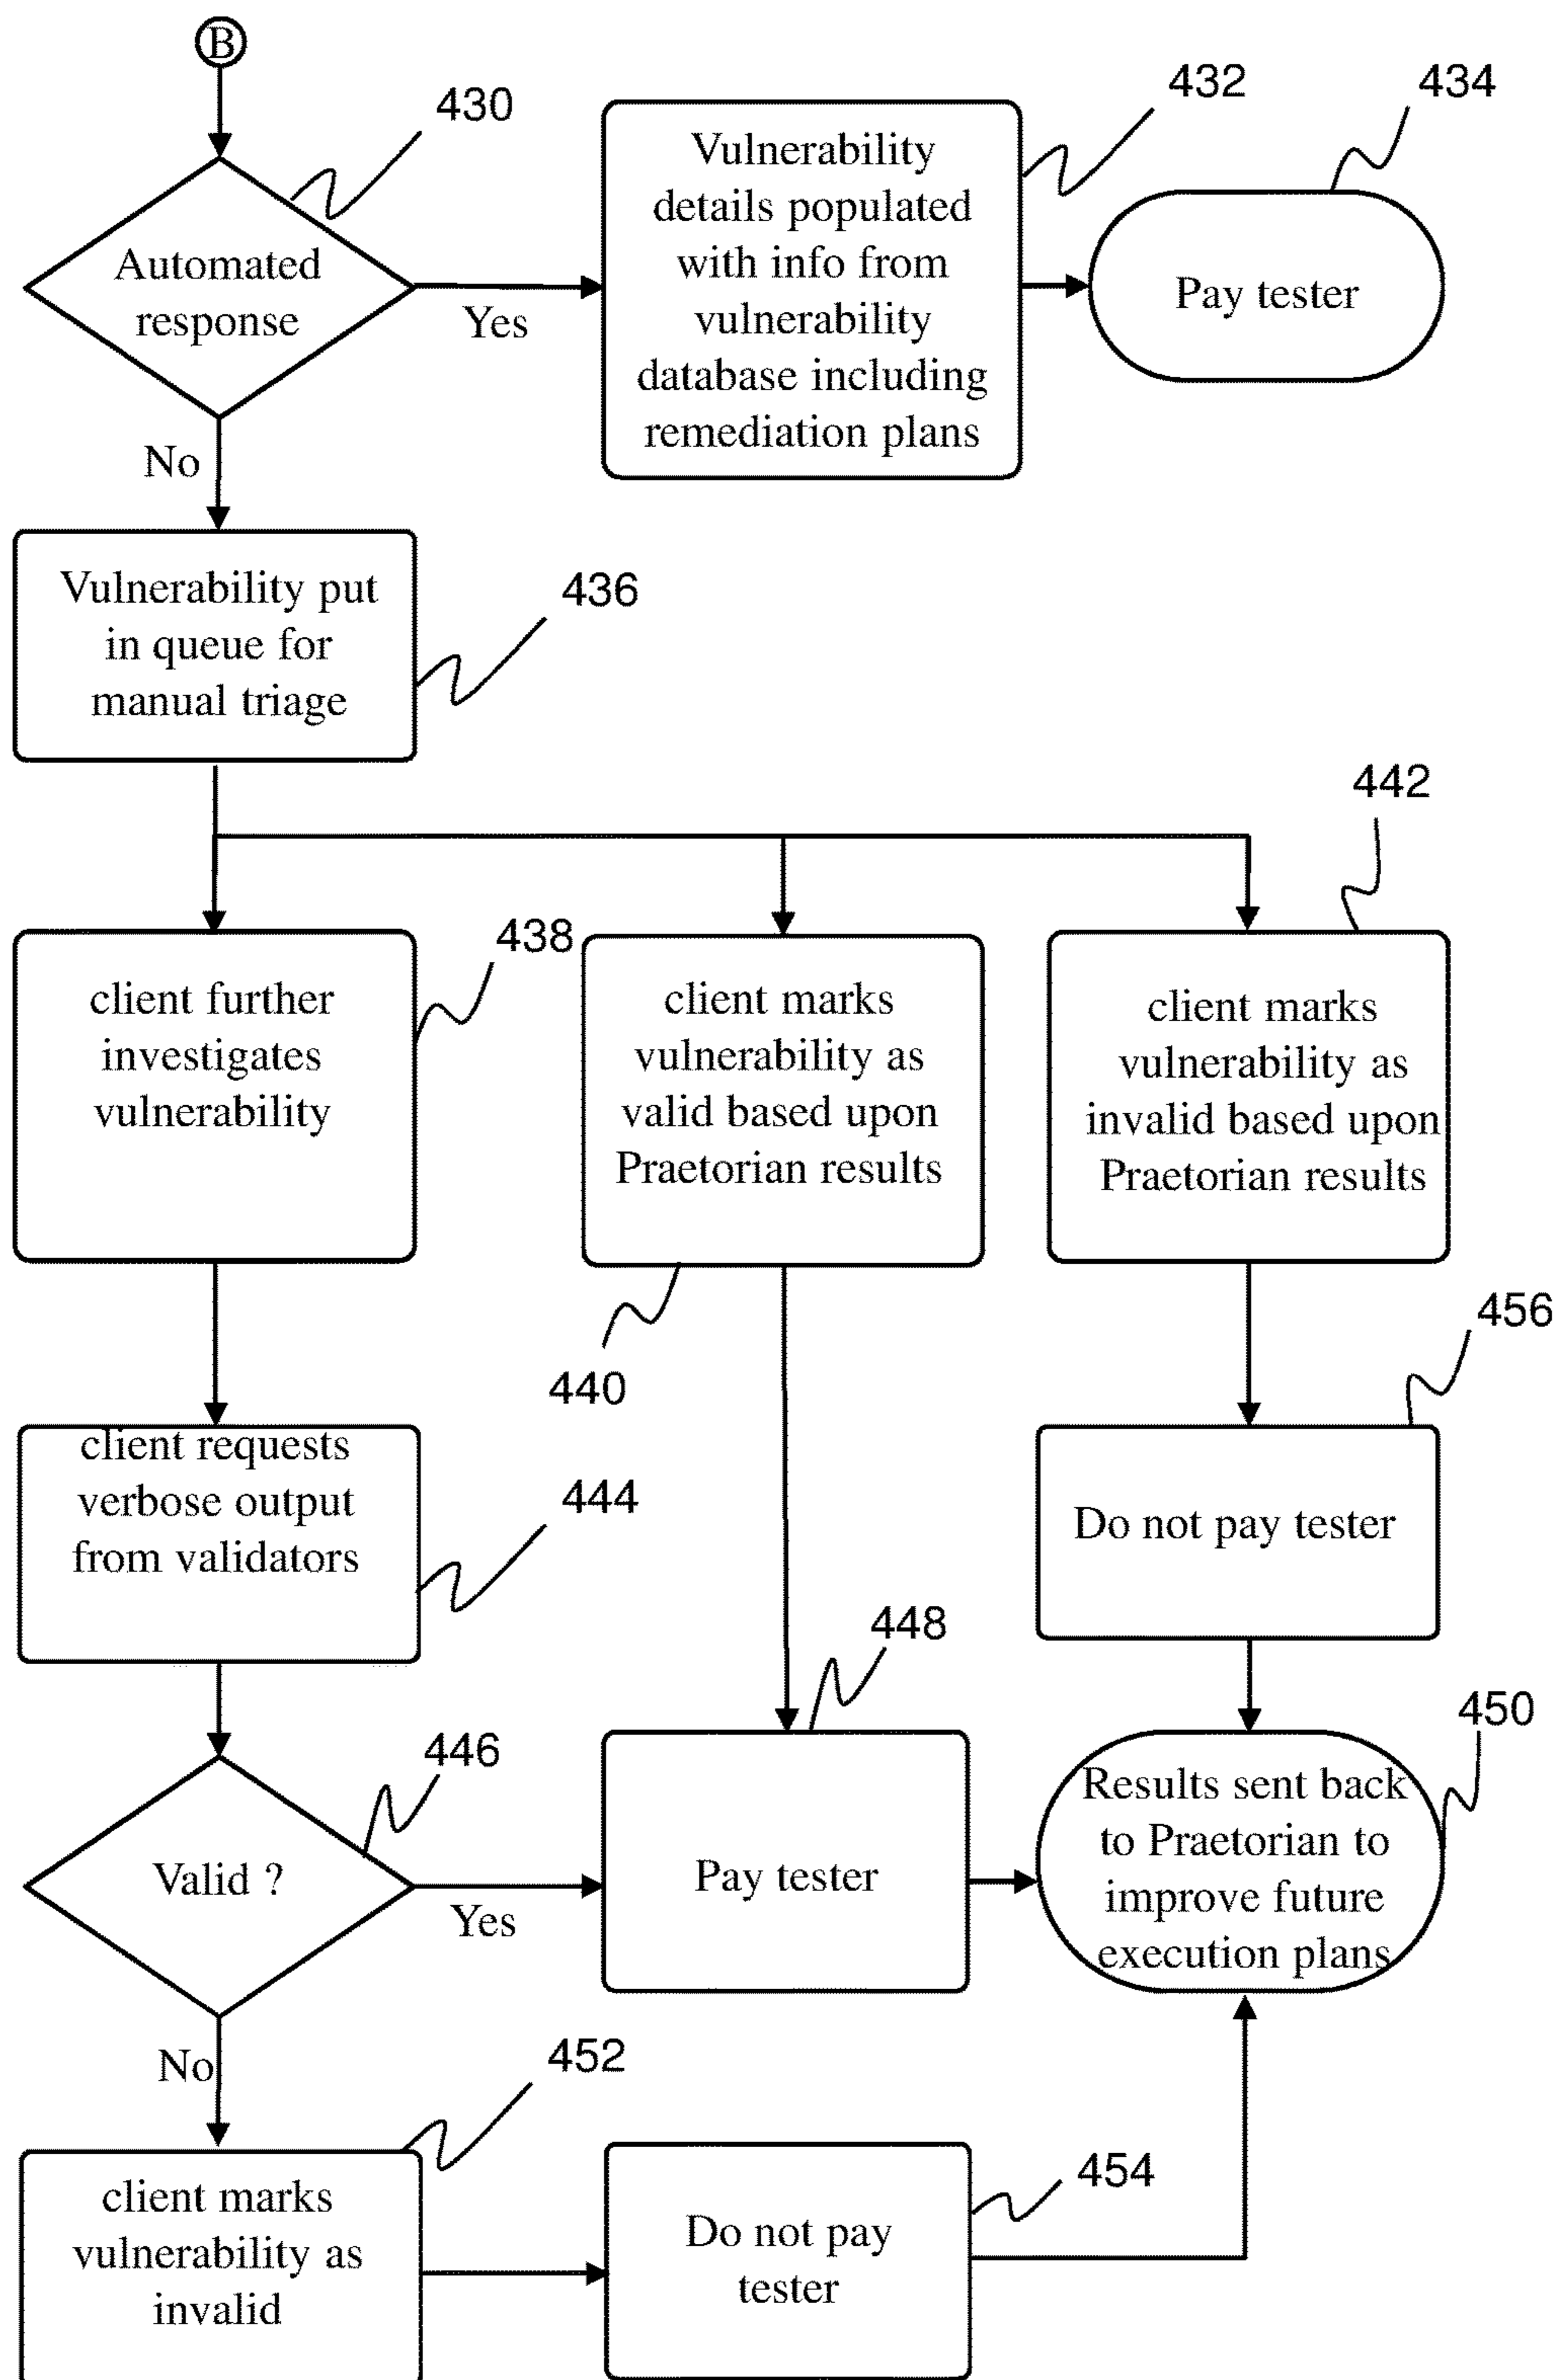 B
430
432
434
Automated
response
Yes
Vulnerability
details populated
with info from
vulnerability
database including
remediation plans
Pay tester
No
Vulnerability put
in queue for
manual triage
436
442
438
client further
investigates
vulnerability
client marks
vulnerability as
valid based upon
Praetorian results
client marks
vulnerability as
invalid based upon
Praetorian results
440
456
client requests
verbose output
from validators
444
Do not pay tester
448
450
446
Valid ?
Yes
Pay tester
Results sent back
to Praetorian to
improve future
execution plans
No
452
client marks
vulnerability as
invalid
Do not pay
tester
454